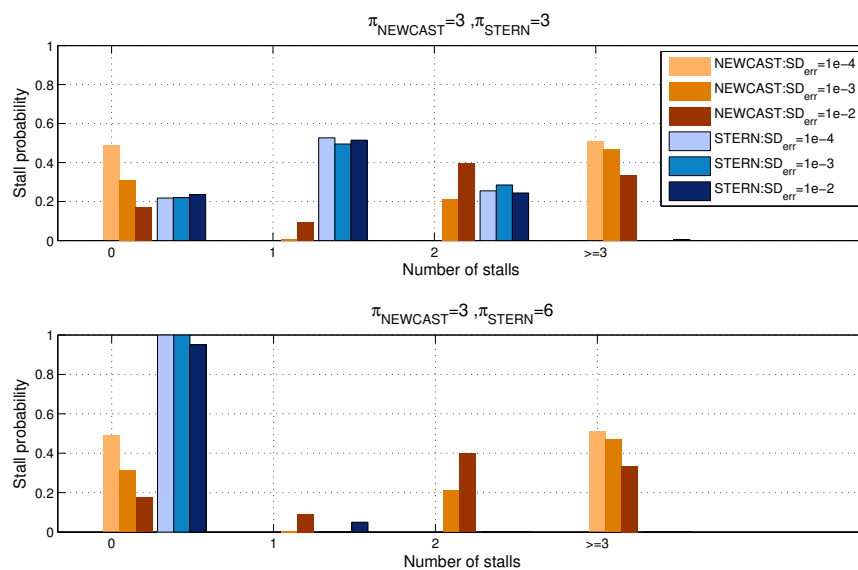 π_NEWCAST=3 ,π_STERN=3
Stall probability
1
0.8
0.6
0.4
0.2
0
0 1 2 >=3
Number of stalls
NEWCAST:SD_err=1e−4
NEWCAST:SD_err=1e−3
NEWCAST:SD_err=1e−2
STERN:SD_err=1e−4
STERN:SD_err=1e−3
STERN:SD_err=1e−2
π_NEWCAST=3 ,π_STERN=6
Stall probability
1
0.8
0.6
0.4
0.2
0
0 1 2 >=3
Number of stalls